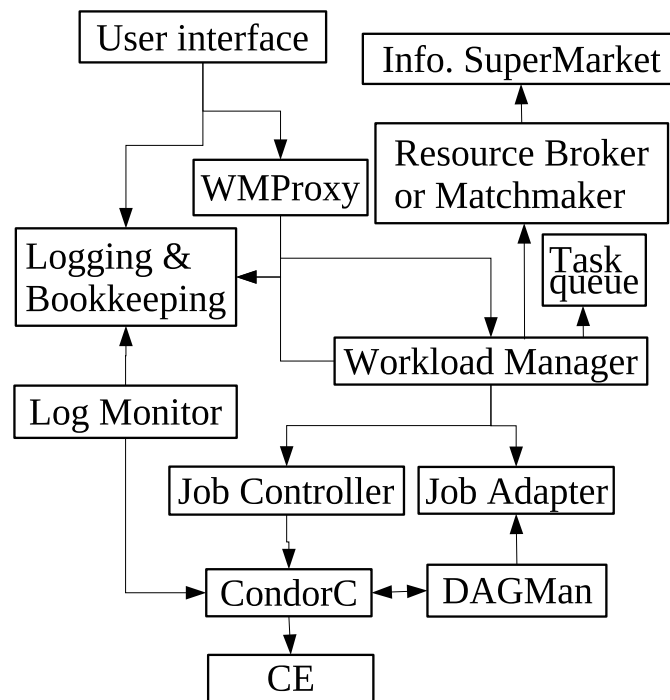 User interface
Info. SuperMarket
Resource Broker
or Matchmaker
WMProxy
Logging &
Bookkeeping
Task
queue
Workload Manager
Log Monitor
Job Controller
Job Adapter
CondorC
DAGMan
CE